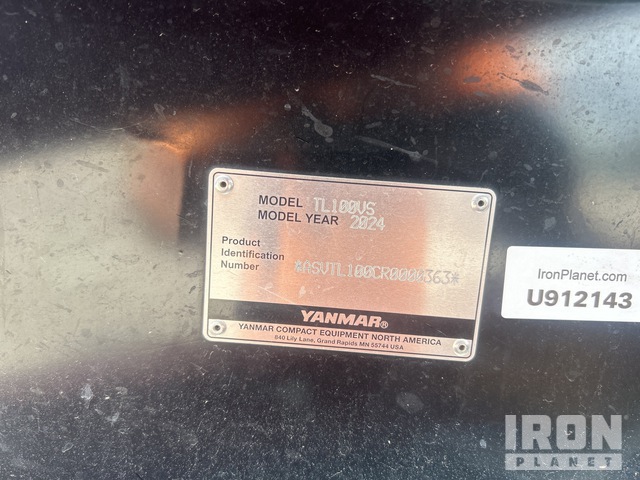 MODEL TL100VS
MODEL YEAR 2024
Product
Identification
Number
YANMAR®
YANMAR COMPACT EQUIPMENT NORTH AMERICA
840 Lily Lane, Grand Rapids MN 55744 USA
IronPlanet.com
U912143
IRON
PLANET